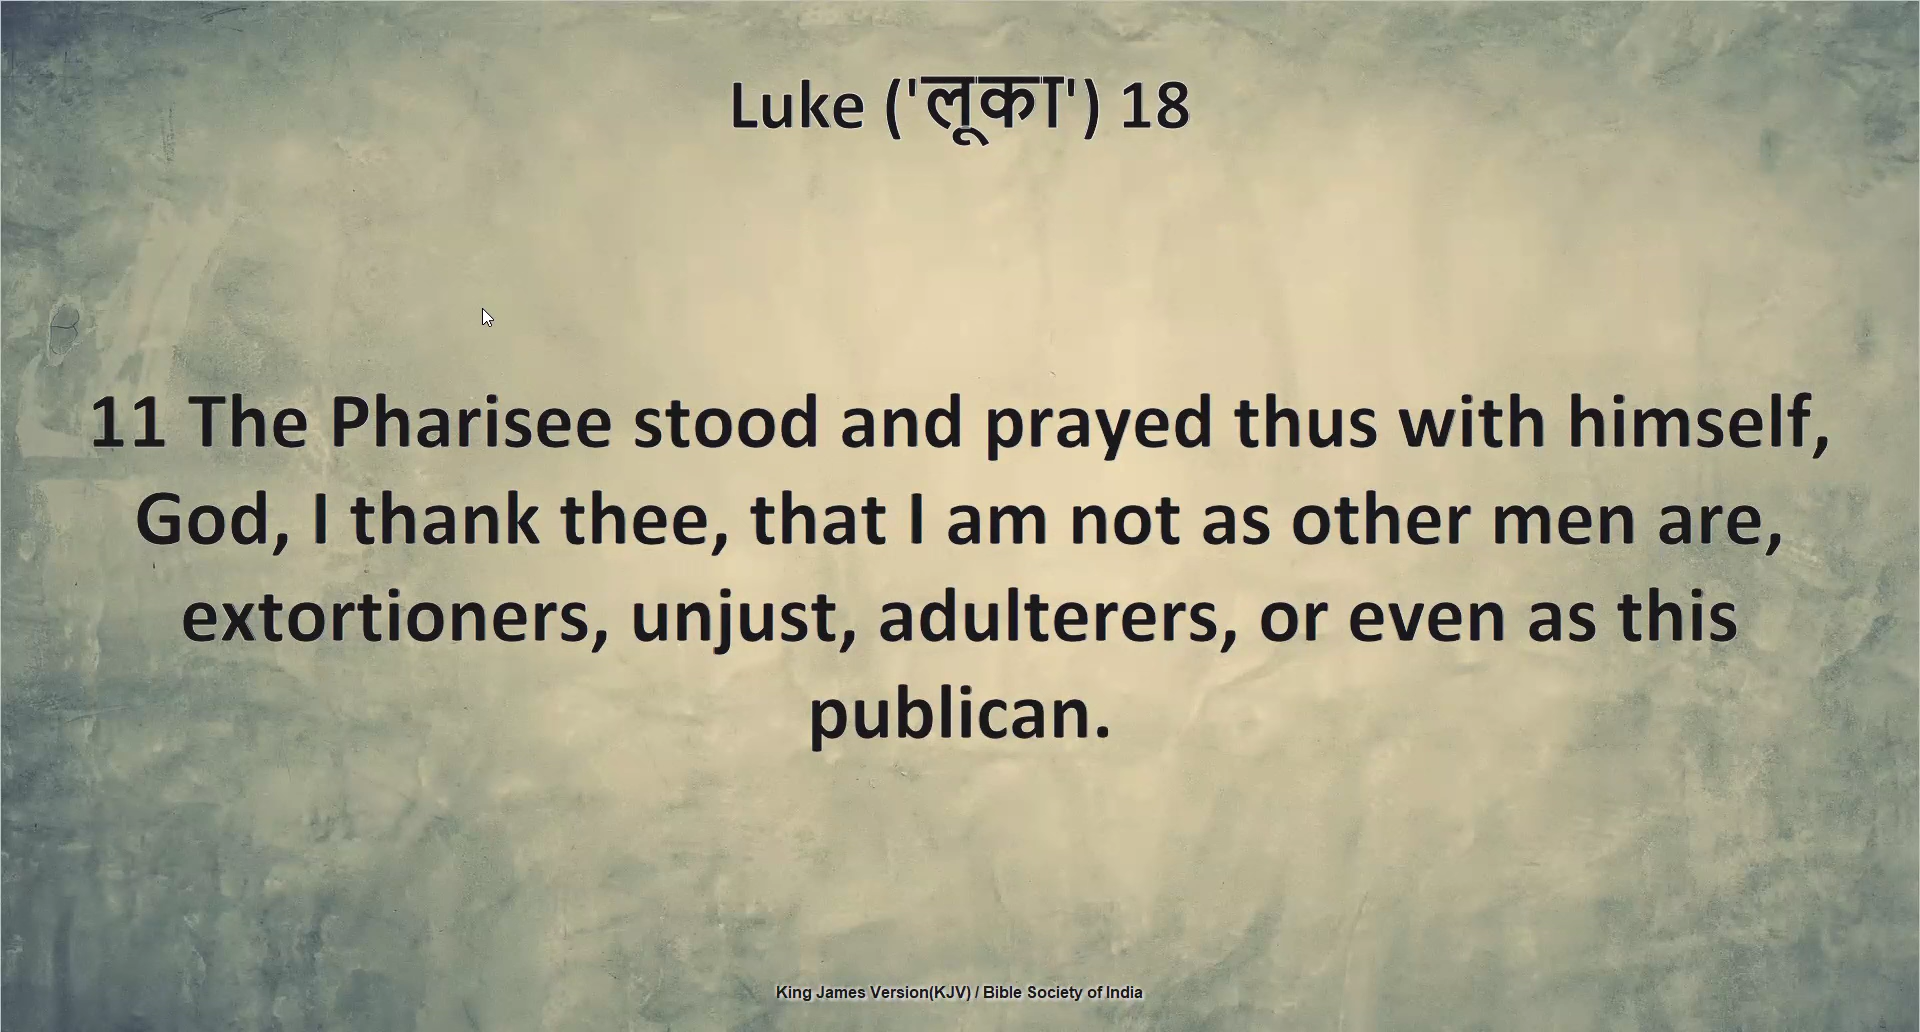 Luke ('लूका') 18
11 The Pharisee stood and prayed thus with himself,
God, I thank thee, that I am not as other men are,
extortioners, unjust, adulterers, or even as this
publican.
King James Version(KJV) / Bible Society of India